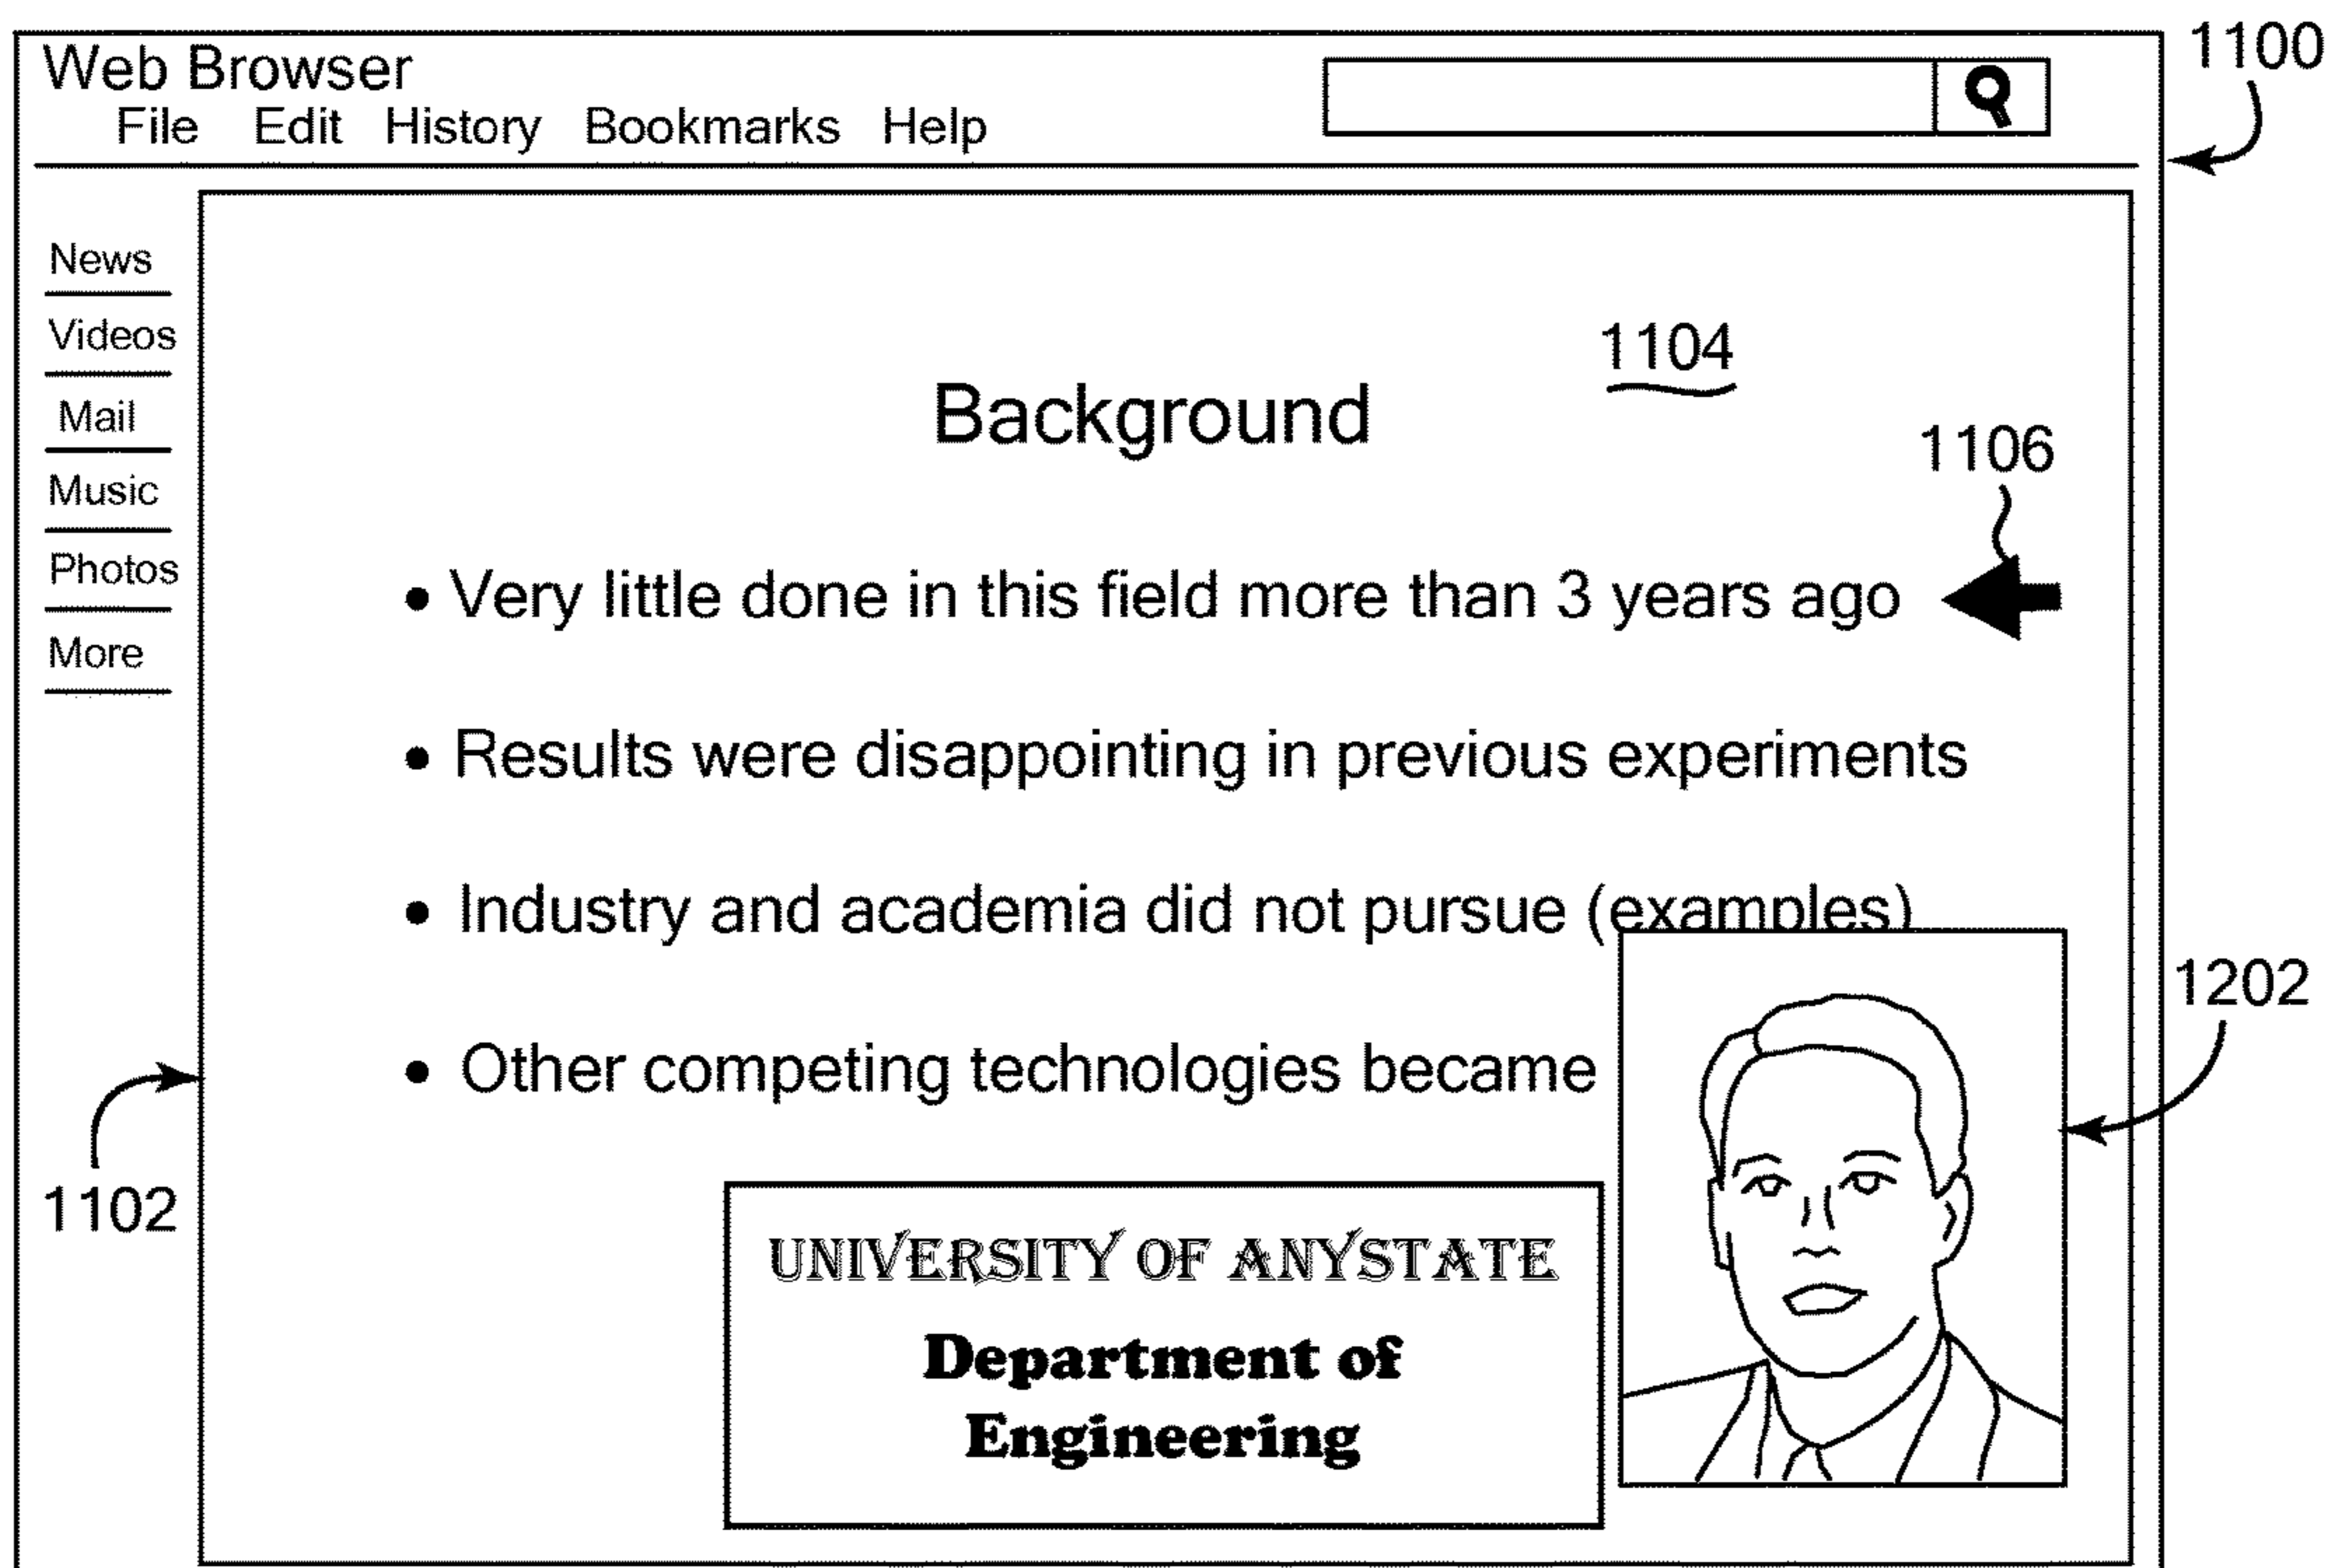 1100
Web Browser
File Edit History Bookmarks Help
News
Videos
Mail
Music
Photos
More
1104
Background
1106
• Very little done in this field more than 3 years ago
• Results were disappointing in previous experiments
• Industry and academia did not pursue (examples)
1202
• Other competing technologies became
1102
UNIVERSITY OF ANYSTATE
Department of
Engineering